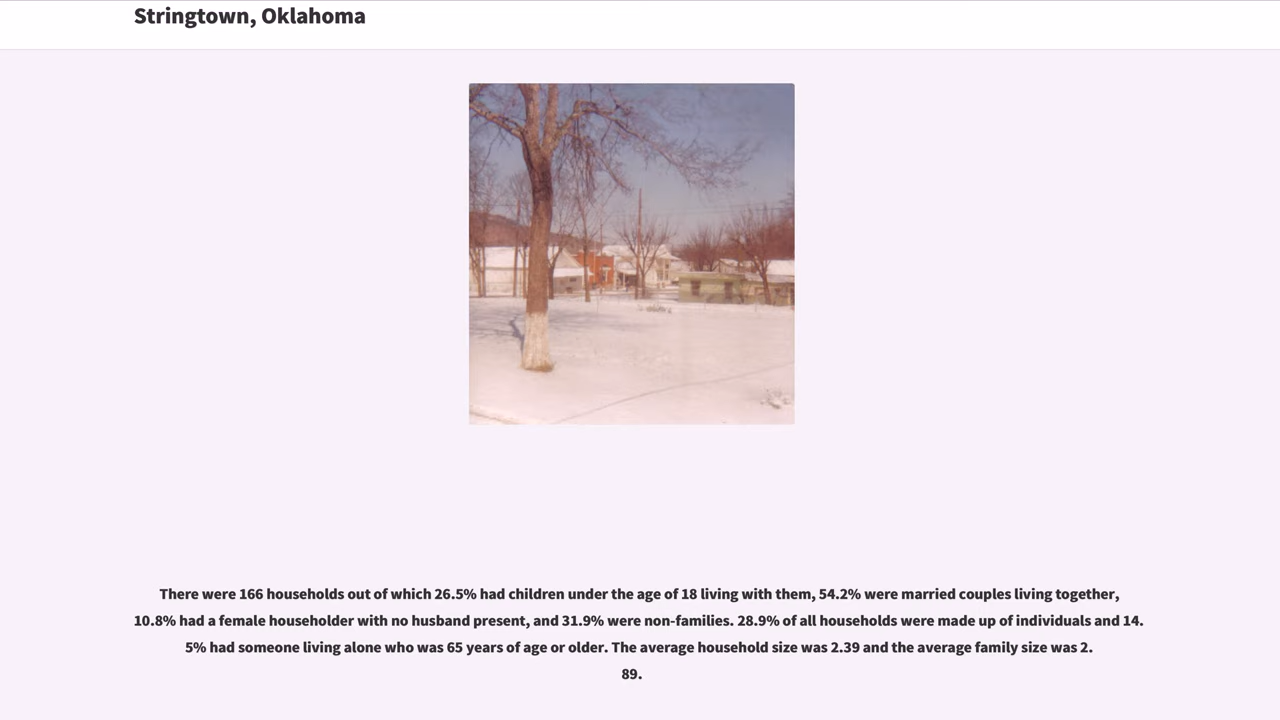 Stringtown, Oklahoma
There were 166 households out of which 26.5% had children under the age of 18 living with them, 54.2% were married couples living together,
10.8% had a female householder with no husband present, and 31.9% were non-families. 28.9% of all households were made up of individuals and 14.
5% had someone living alone who was 65 years of age or older. The average household size was 2.39 and the average family size was 2.
89.